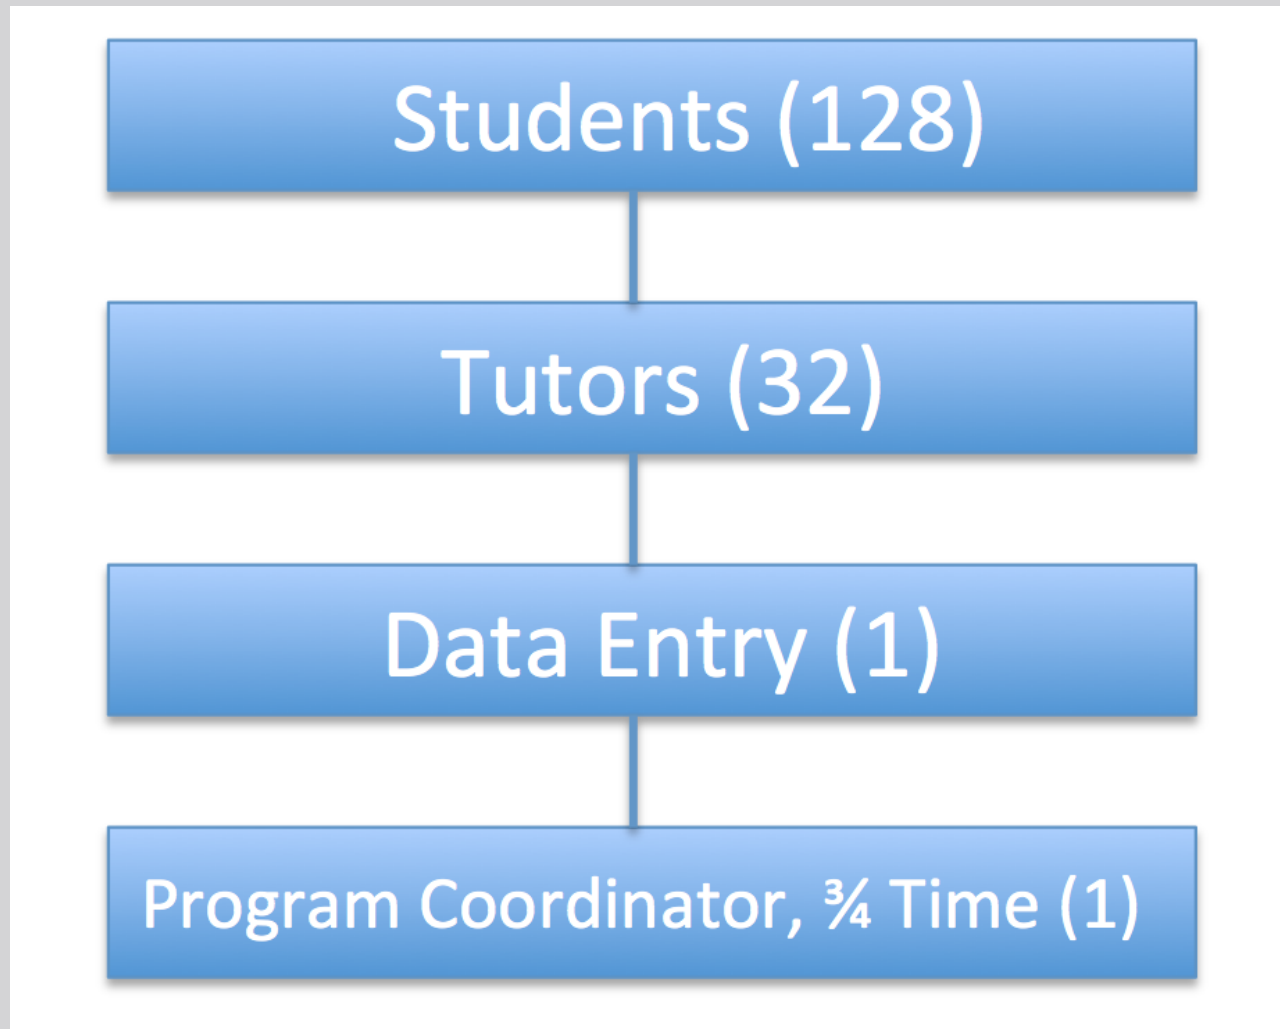 Students (128)
Tutors (32)
Data Entry (1)
Program Coordinator, ¾ Time (1)